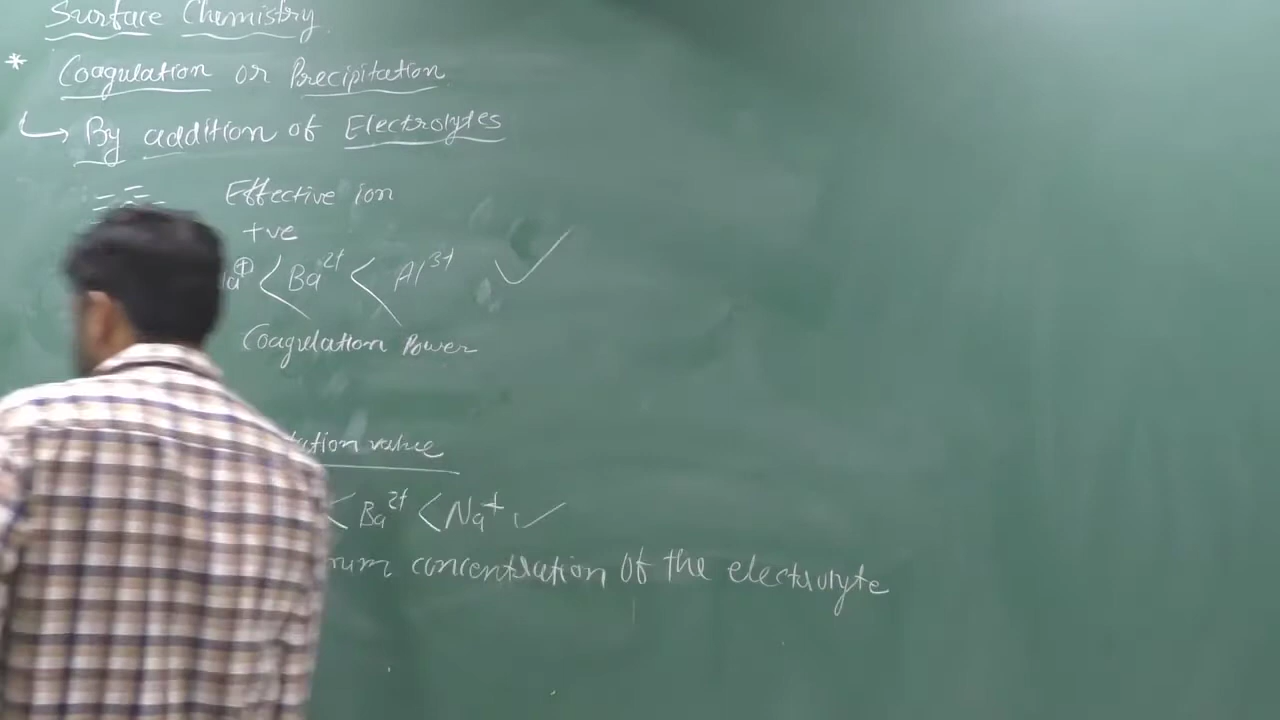 Surface Chemistry
* Coagulation or Precipitation
↳ By addition of Electrolytes
Effective ion
+ve
< Ba2+ < Al3+ ✓
Coagulation Power
value
< Ba2+ < Na+ ✓
concentration of the electrolyte